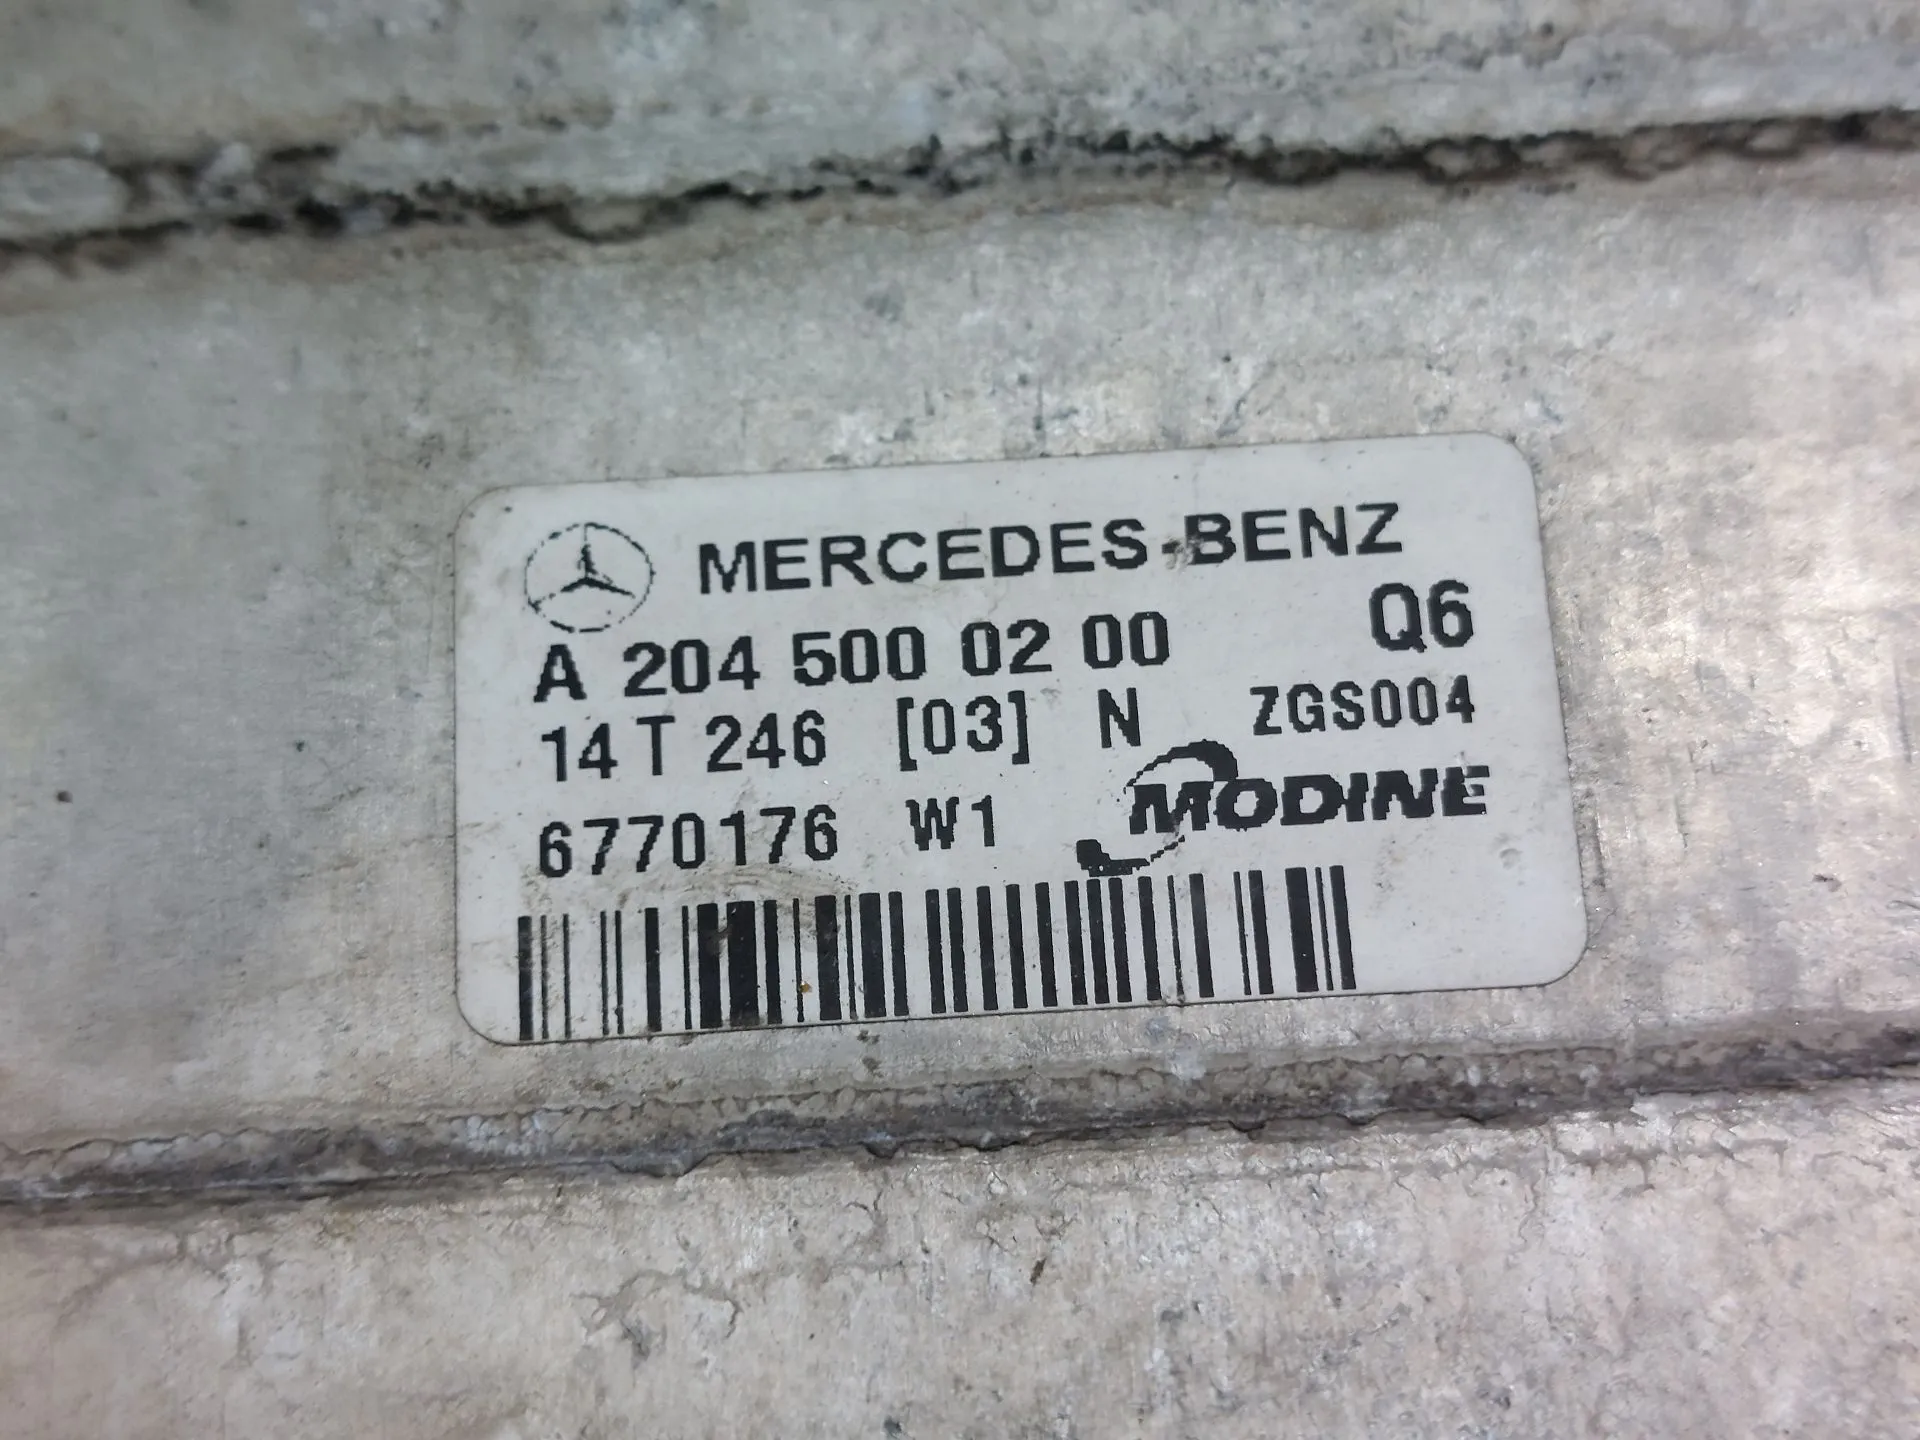 MERCEDES-BENZ
A 204 500 02 00 Q6
14 T 246 [03] N ZGS004
6770176 W1 MODINE